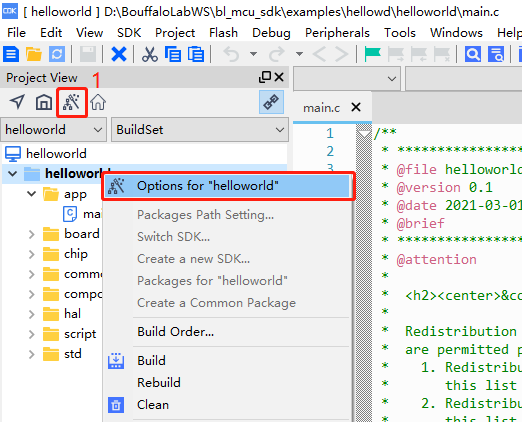 CDK [ helloworld ] D:\BouffaloLabWS\bl_mcu_sdk\examples\hellowd\helloworld\main.c
File Edit View SDK Project Flash Debug Peripherals Tools Windows
Project View 1
main.c
helloworld BuildSet
helloworld
helloworld
app
ma
board
chip
commo
compo
hal
script
std
Options for "helloworld"
Packages Path Setting...
Switch SDK...
Create a new SDK...
Packages for "helloworld"
Create a Common Package
Build Order...
Build
Rebuild
Clean
1 /**
2 * *****************
3 * @file helloworld
* @version 0.1
* @date 2021-03-01
* @brief
* *****************
* @attention
*
* <h2><center>&co
*
* Redistribution
* are permitted p
* 1. Redistribu
* this list
* 2. Redistribu
* this list